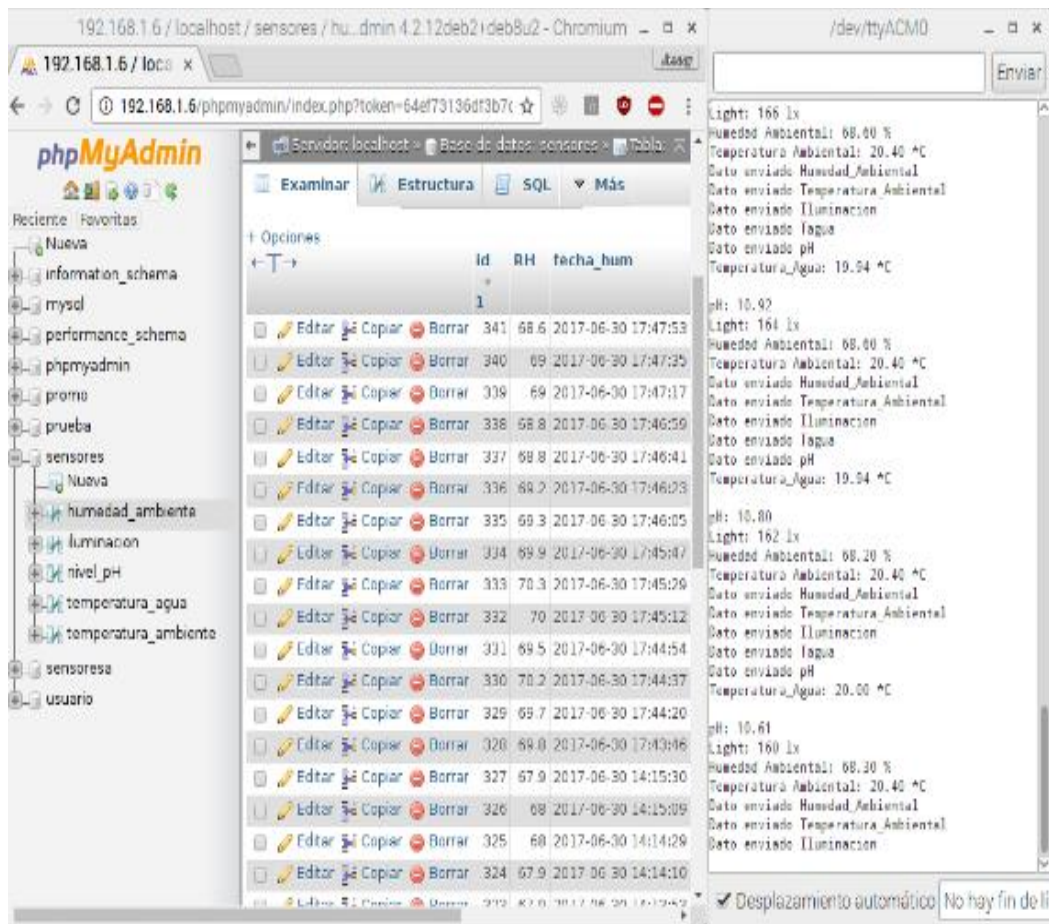 192.168.1.6 / localhost / sensores / hu...dmin 4.2.12deb2+deb8u2 - Chromium
192.168.1.6 / loca
192.168.1.6/phpmyadmin/index.php?token=64ef73136df3b7c
phpMyAdmin
Reciente Favoritas
Nueva
information_schema
mysql
performance_schema
phpmyadmin
promo
prueba
sensores
Nueva
humedad_ambiente
iluminacion
nivel_pH
temperatura_agua
temperatura_ambiente
sensoresa
usuario
Servidor: localhost » Base de datos: sensores » Tabla:
Examinar Estructura SQL Más
+ Opciones
←T→ id RH fecha_hum
1
Editar Copiar Borrar 341 68.6 2017-06-30 17:47:53
Editar Copiar Borrar 340 69 2017-06-30 17:47:35
Editar Copiar Borrar 339 69 2017-06-30 17:47:17
Editar Copiar Borrar 338 68.8 2017-06-30 17:46:59
Editar Copiar Borrar 337 68.8 2017-06-30 17:46:41
Editar Copiar Borrar 336 69.2 2017-06-30 17:46:23
Editar Copiar Borrar 335 69.3 2017-06-30 17:46:05
Editar Copiar Borrar 334 69.9 2017-06-30 17:45:47
Editar Copiar Borrar 333 70.3 2017-06-30 17:45:29
Editar Copiar Borrar 332 70 2017-06-30 17:45:12
Editar Copiar Borrar 331 69.5 2017-06-30 17:44:54
Editar Copiar Borrar 330 70.2 2017-06-30 17:44:37
Editar Copiar Borrar 329 69.7 2017-06-30 17:44:20
Editar Copiar Borrar 328 69.8 2017-06-30 17:43:46
Editar Copiar Borrar 327 67.9 2017-06-30 14:15:30
Editar Copiar Borrar 326 68 2017-06-30 14:15:09
Editar Copiar Borrar 325 68 2017-06-30 14:14:29
Editar Copiar Borrar 324 67.9 2017-06-30 14:14:10
/dev/ttyACM0
Enviar
Light: 166 lx
Humedad Ambiental: 68.60 %
Temperatura Ambiental: 20.40 *C
Dato enviado Humedad_Ambiental
Dato enviado Temperatura_Ambiental
Dato enviado Iluminacion
Dato enviado Tagua
Dato enviado pH
Temperatura_Agua: 19.94 *C
pH: 10.92
Light: 164 lx
Humedad Ambiental: 68.60 %
Temperatura Ambiental: 20.40 *C
Dato enviado Humedad_Ambiental
Dato enviado Temperatura_Ambiental
Dato enviado Iluminacion
Dato enviado Tagua
Dato enviado pH
Temperatura_Agua: 19.94 *C
pH: 10.80
Light: 162 lx
Humedad Ambiental: 68.20 %
Temperatura Ambiental: 20.40 *C
Dato enviado Humedad_Ambiental
Dato enviado Temperatura_Ambiental
Dato enviado Iluminacion
Dato enviado Tagua
Dato enviado pH
Temperatura_Agua: 20.00 *C
pH: 10.61
Light: 160 lx
Humedad Ambiental: 68.30 %
Temperatura Ambiental: 20.40 *C
Dato enviado Humedad_Ambiental
Dato enviado Temperatura_Ambiental
Dato enviado Iluminacion
Desplazamiento automático No hay fin de lí